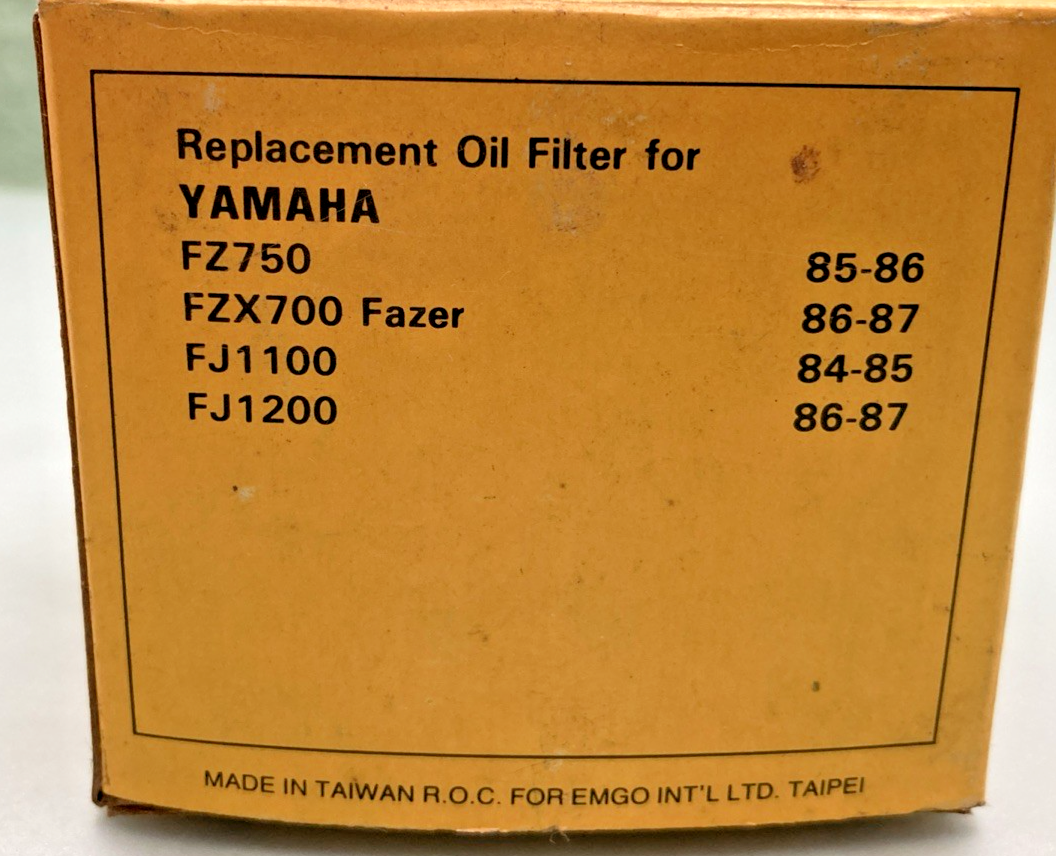 Replacement Oil Filter for
YAMAHA
FZ750 85-86
FZX700 Fazer 86-87
FJ1100 84-85
FJ1200 86-87
MADE IN TAIWAN R.O.C. FOR EMGO INT'L LTD. TAIPEI